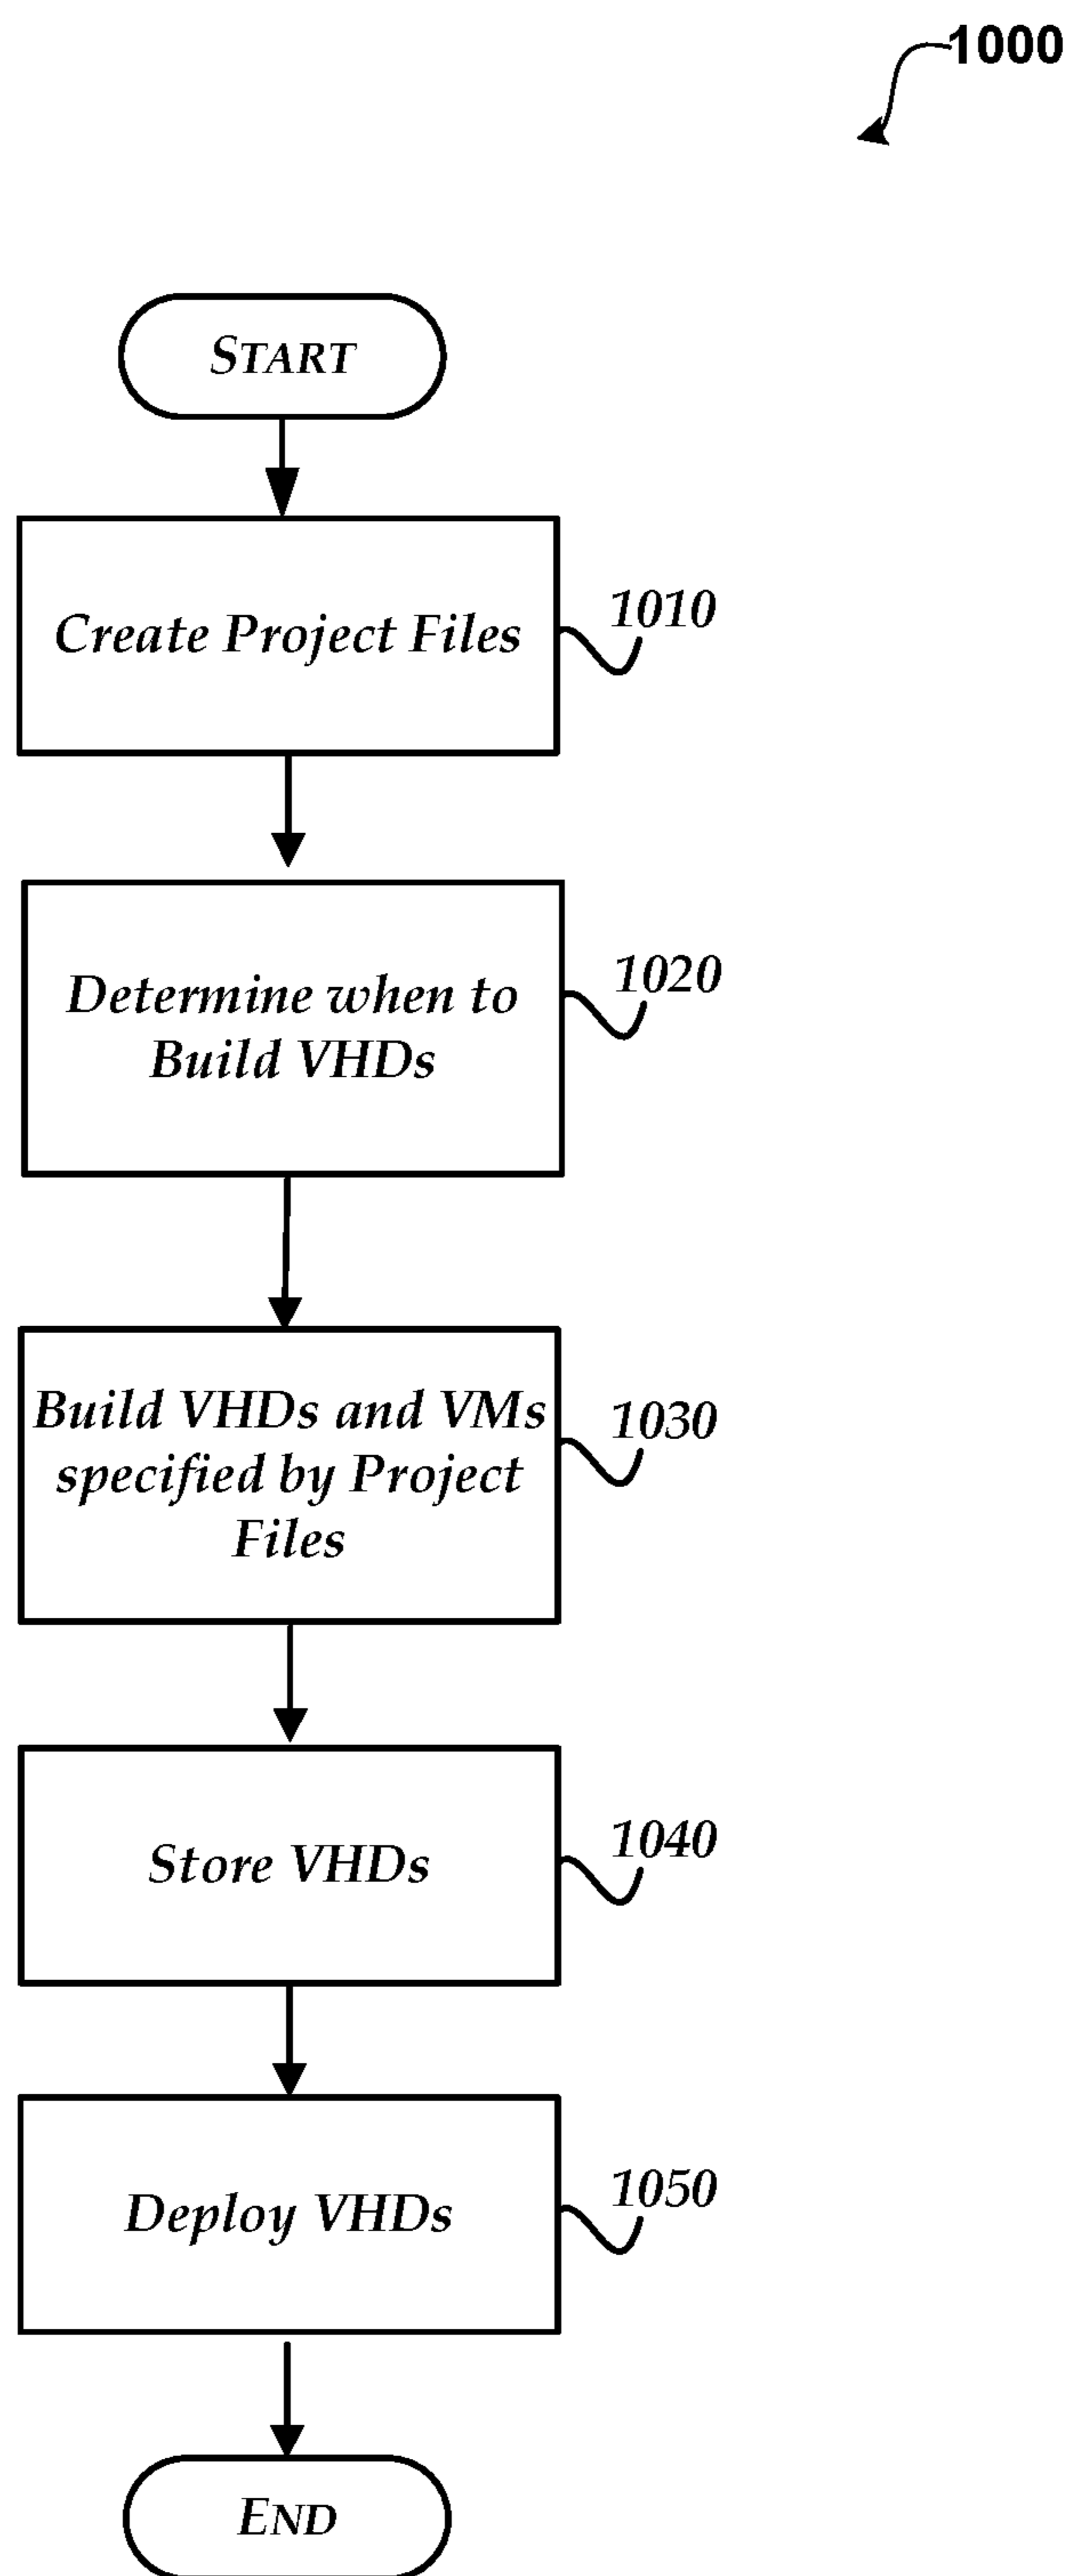 1000
START
Create Project Files
1010
Determine when to
Build VHDs
1020
Build VHDs and VMs
specified by Project
Files
1030
Store VHDs
1040
Deploy VHDs
1050
END